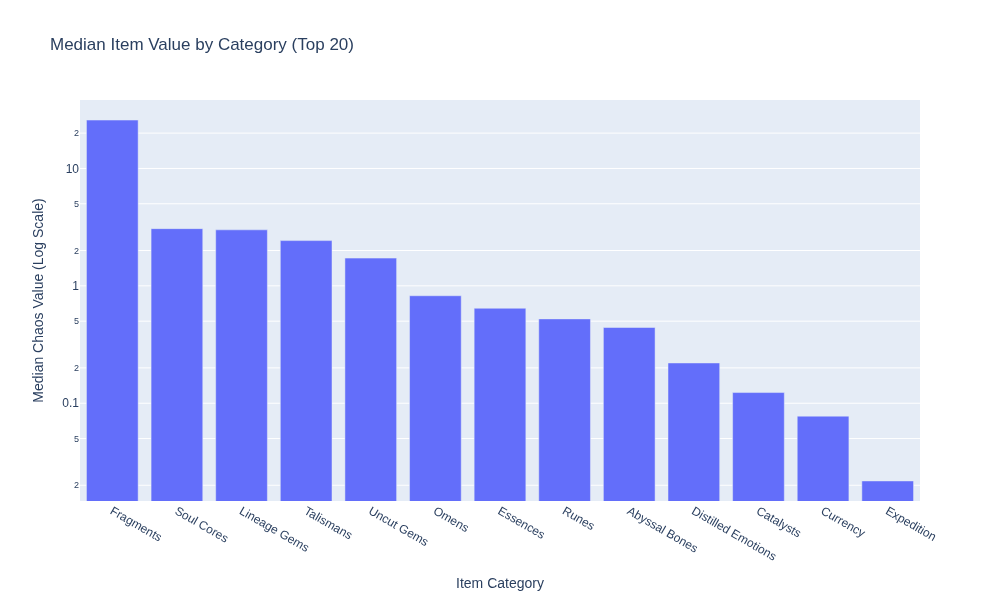 Median Item Value by Category (Top 20)
2
10
5
2
1
5
2
0.1
5
2
Median Chaos Value (Log Scale)
Fragments
Soul Cores
Lineage Gems
Talismans
Uncut Gems
Omens
Essences
Runes
Abyssal Bones
Distilled Emotions
Catalysts
Currency
Expedition
Item Category